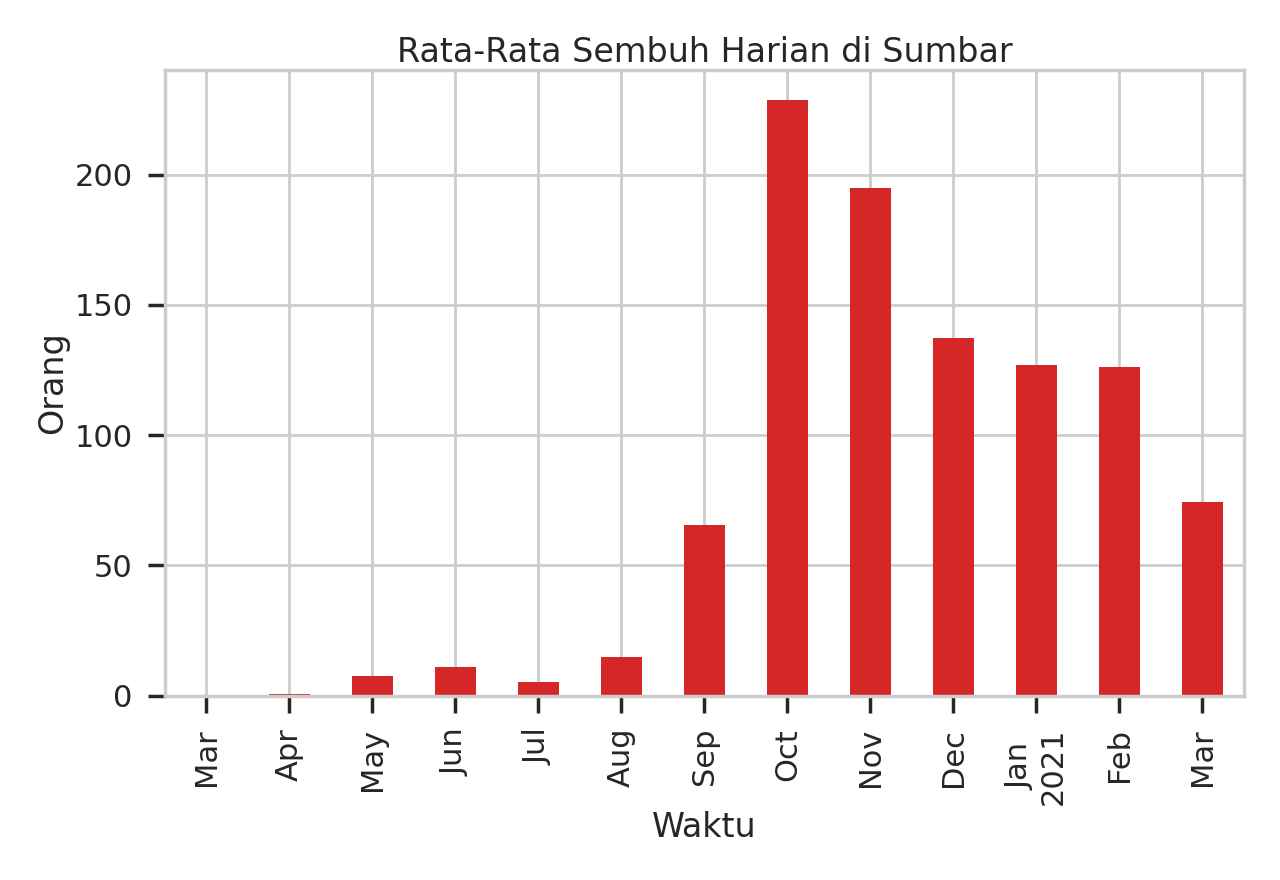 Rata-Rata Sembuh Harian di Sumbar
200
150
100
50
0
Orang
Mar
Apr
May
Jun
Jul
Aug
Sep
Oct
Nov
Dec
Jan
2021
Feb
Mar
Waktu